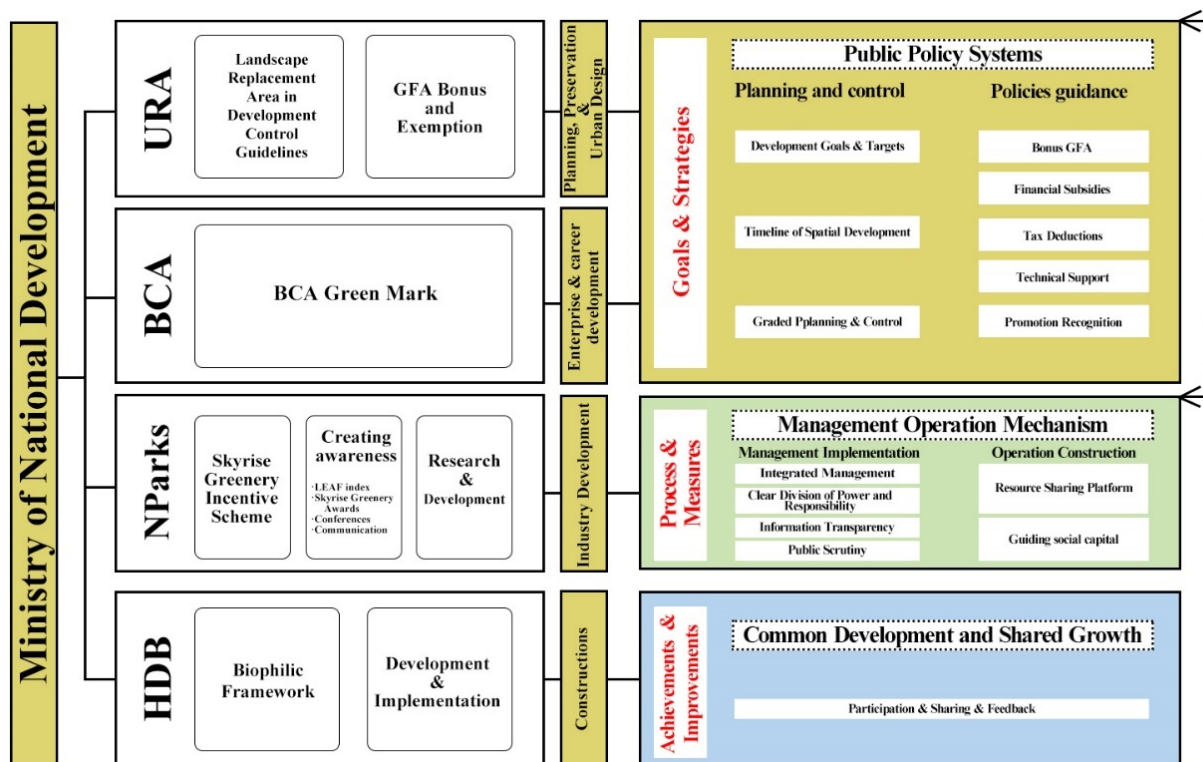 Ministry of National Development
URA
Landscape
Replacement
Area in
Development
Control
Guidelines
GFA Bonus
and
Exemption
Planning, Preservation
&
Urban Design
BCA
BCA Green Mark
Enterprise & career
development
NParks
Skyrise
Greenery
Incentive
Scheme
Creating
awareness
·LEAF index
·Skyrise Greenery
Awards
·Conferences
·Communication
Research
&
Development
Industry Development
HDB
Biophilic
Framework
Development
&
Implementation
Constructions
Goals & Strategies
Public Policy Systems
Planning and control
Development Goals & Targets
Timeline of Spatial Development
Graded Pplanning & Control
Policies guidance
Bonus GFA
Financial Subsidies
Tax Deductions
Technical Support
Promotion Recognition
Process &
Measures
Management Operation Mechanism
Management Implementation
Integrated Management
Clear Division of Power and
Responsibility
Information Transparency
Public Scrutiny
Operation Construction
Resource Sharing Platform
Guiding social capital
Achievements &
Improvements
Common Development and Shared Growth
Participation & Sharing & Feedback